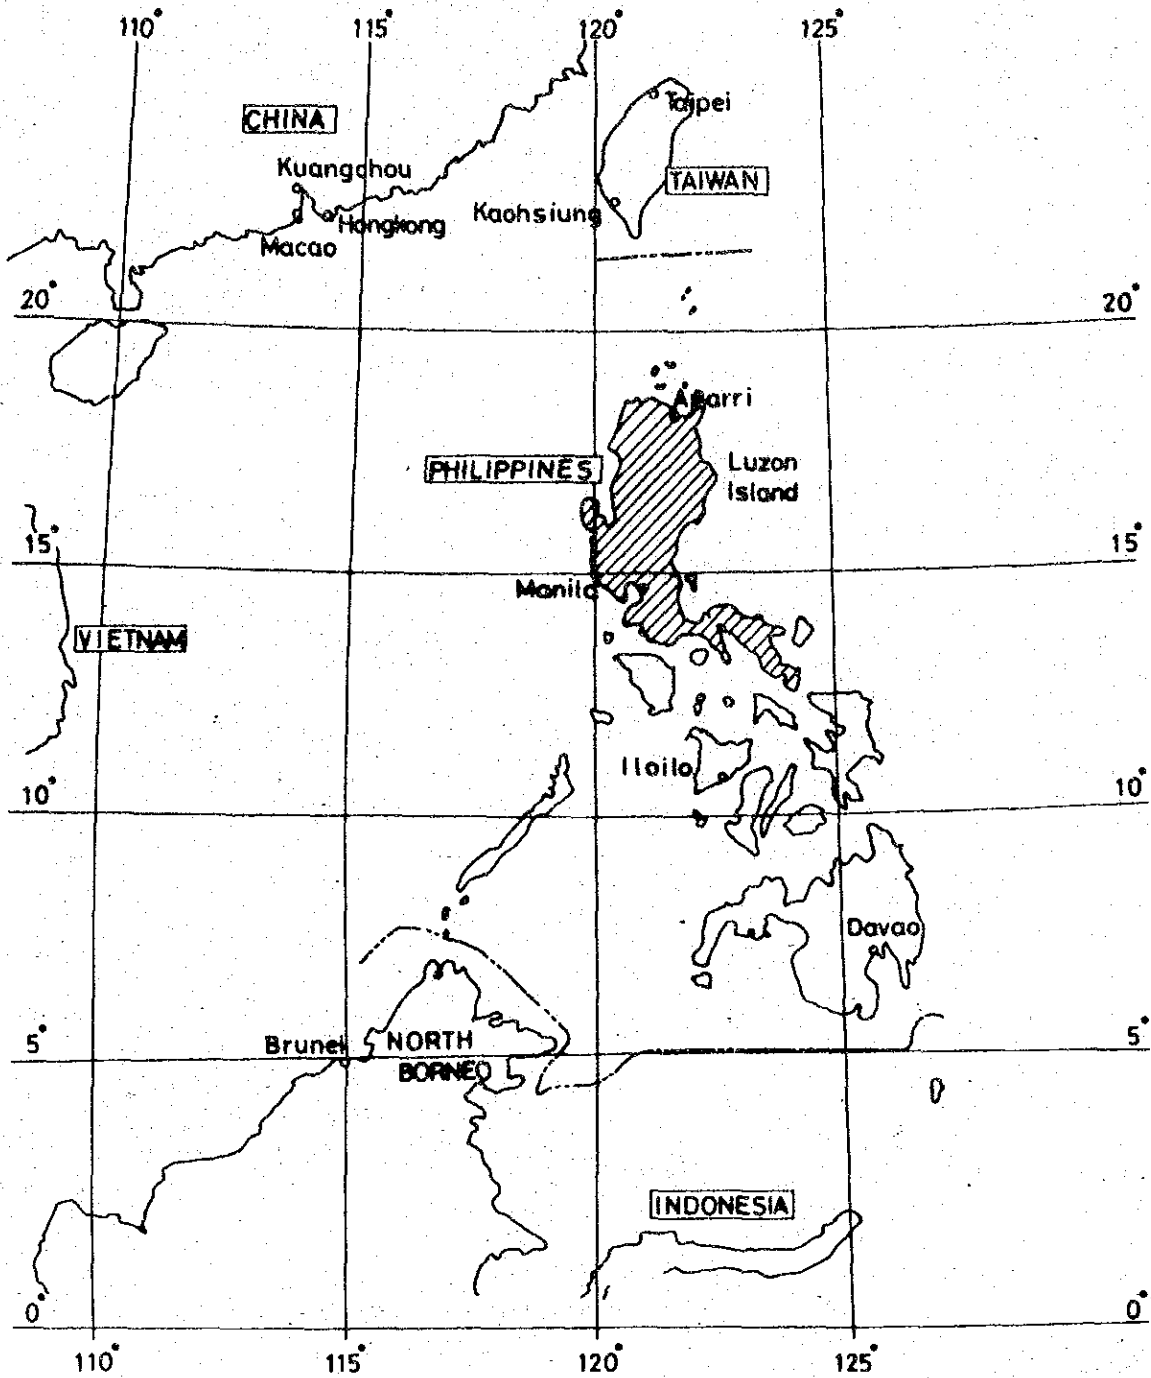 110° 115° 120° 125°
Taipei
CHINA
Kuangchou
TAIWAN
Kaohsiung
Hongkong
Macao
20° 20°
Aparri
PHILIPPINES
Luzon
Island
15° 15°
Manila
VIETNAM
Iloilo
10° 10°
Davao
5° 5°
Brunei
NORTH
BORNEO
INDONESIA
0° 0°
110° 115° 120° 125°